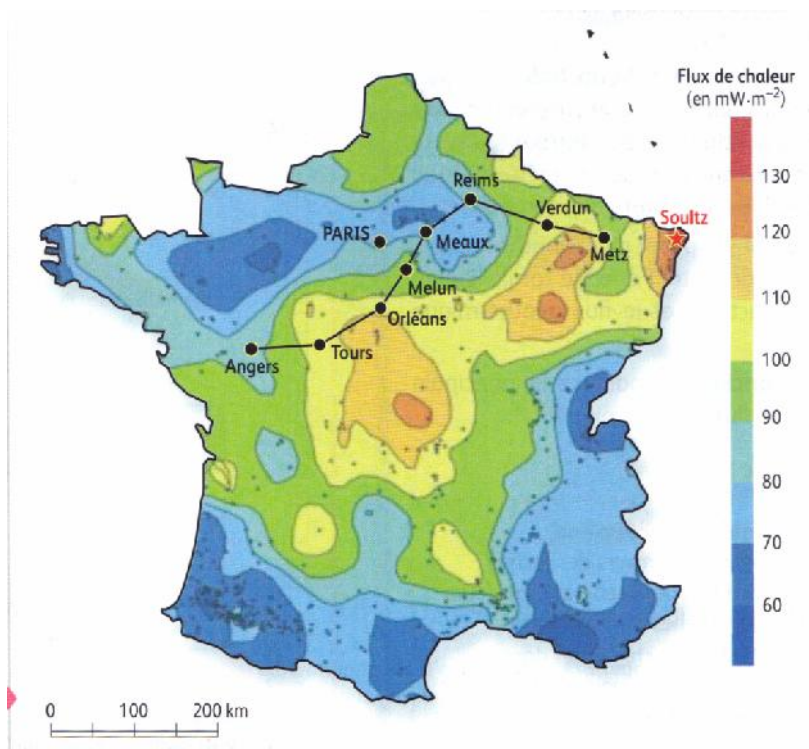 Flux de chaleur
(en mW·m⁻²)
130
120
110
100
90
80
70
60
Soultz
Reims
Verdun
PARIS
Meaux
Metz
Melun
Orléans
Angers
Tours
0 100 200 km